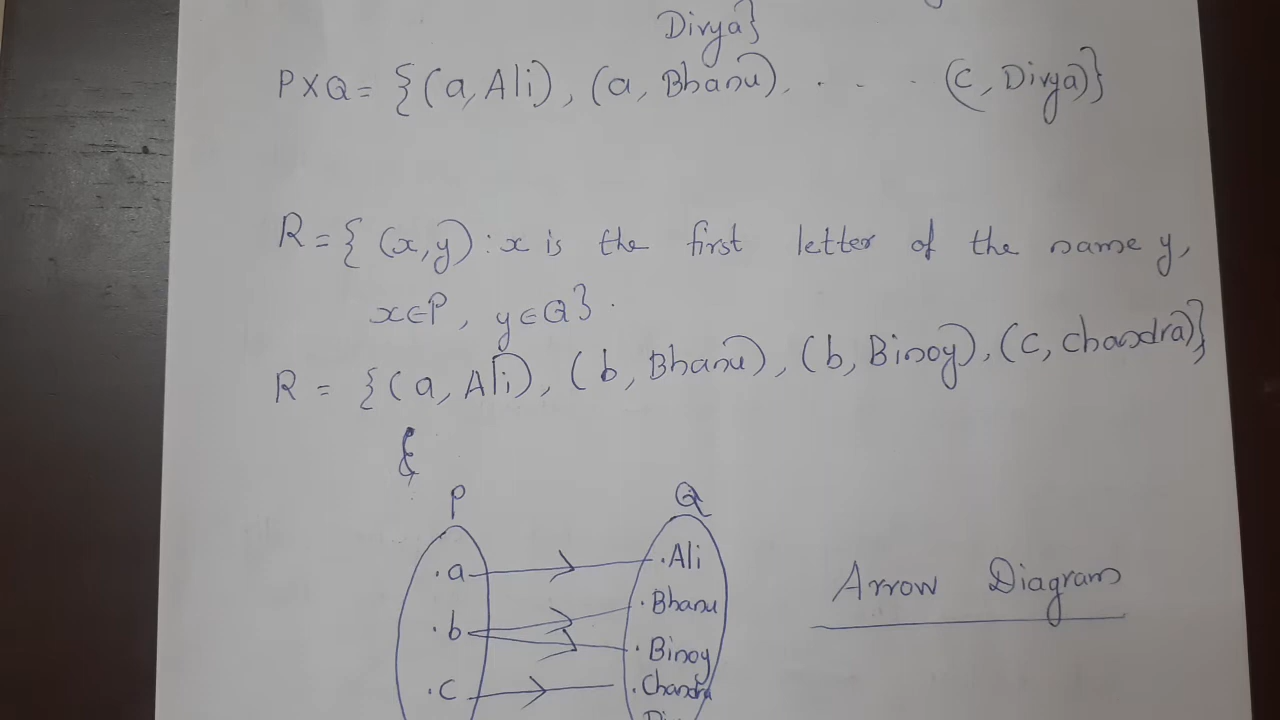 Divya}
P X Q = {(a, Ali), (a, Bhanu), . . . (c, Divya)}
R = { (x,y) : x is the first letter of the name y,
x∈P, y∈Q}.
R = {(a, Ali), (b, Bhanu), (b, Binoy), (c, Chandra)}
{
P Q
.a .Ali
.b .Bhanu
.Binoy
.c .Chandra
Arrow Diagram